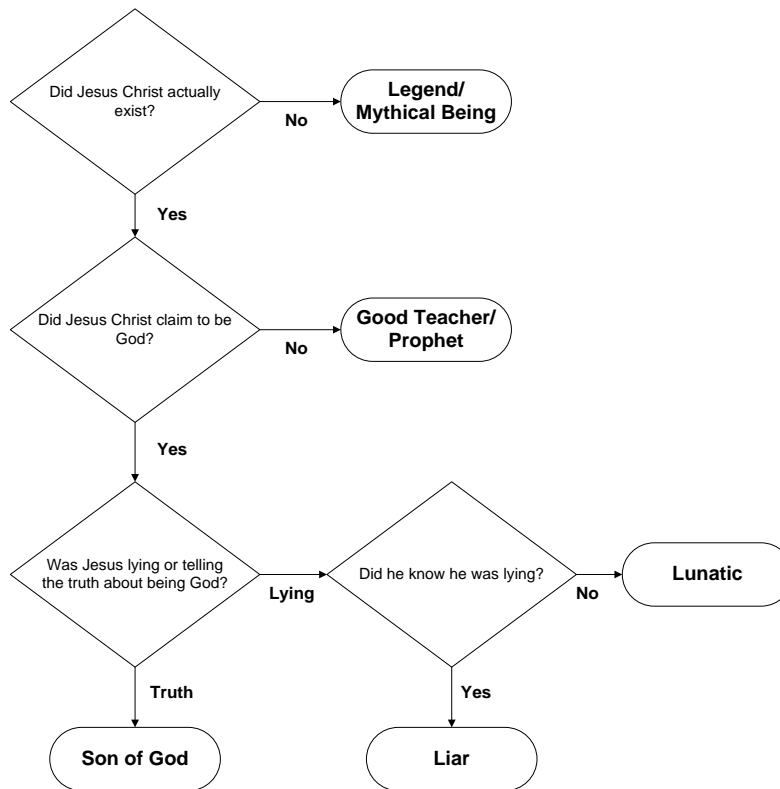 Did Jesus Christ actually
exist?
No
Legend/
Mythical Being
Yes
Did Jesus Christ claim to be
God?
No
Good Teacher/
Prophet
Yes
Was Jesus lying or telling
the truth about being God?
Lying
Did he know he was lying?
No
Lunatic
Truth
Yes
Son of God
Liar